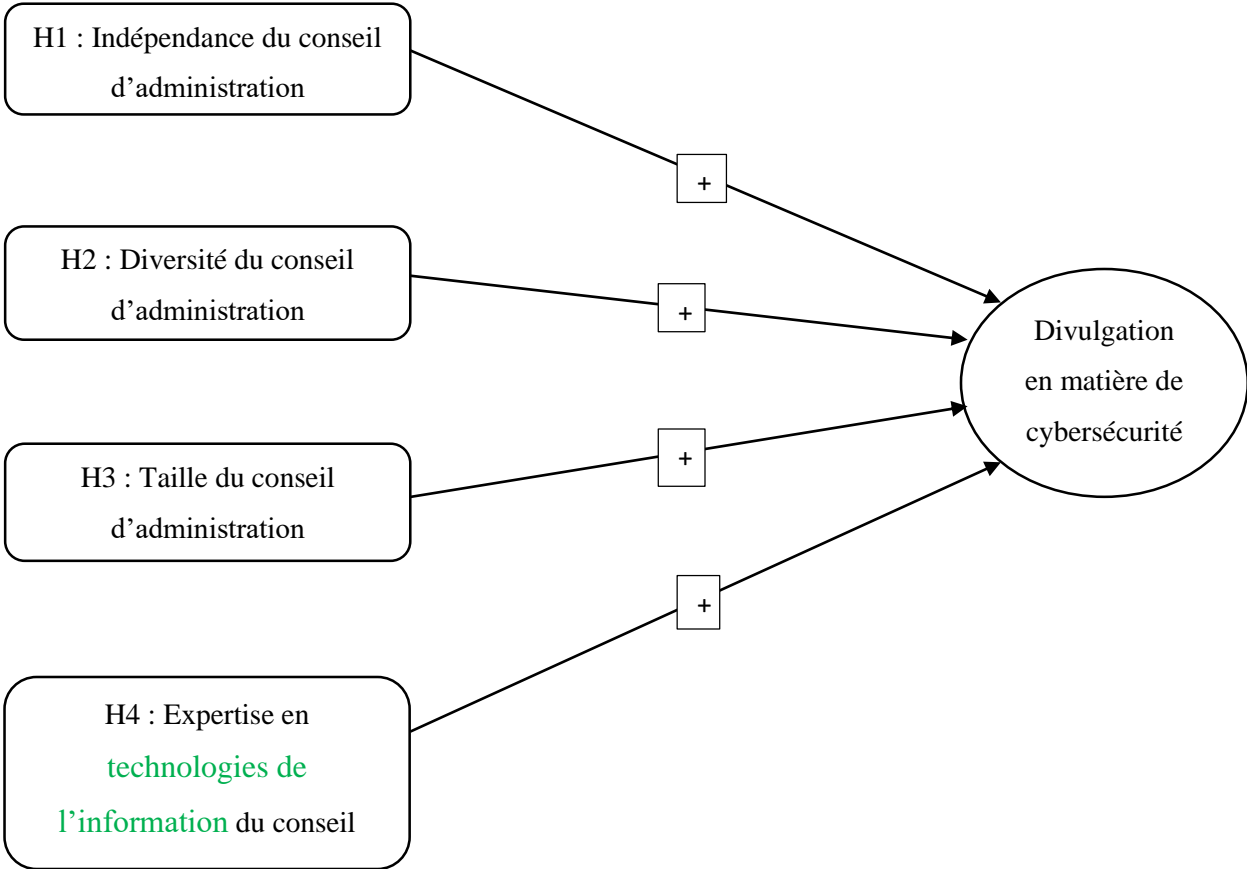 H1 : Indépendance du conseil
d’administration
+
H2 : Diversité du conseil
d’administration
+
Divulgation
en matière de
cybersécurité
H3 : Taille du conseil
d’administration
+
+
H4 : Expertise en
technologies de
l’information du conseil